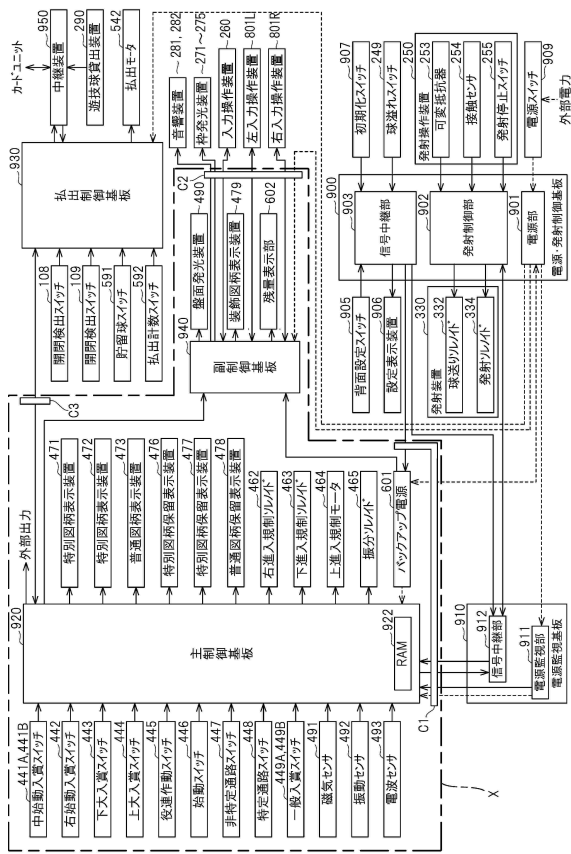 950
中継装置
カードユニット
290
遊技球貸出装置
542
払出モータ
930
払出制御基板
108
開閉検出スイッチ
109
開閉検出スイッチ
591
貯留球スイッチ
592
払出計数スイッチ
281, 282
音響装置
271〜275
枠発光装置
260
入力操作装置
801L
左入力操作装置
801R
右入力操作装置
C2
490
盤面発光装置
479
装飾図柄表示装置
602
残量表示部
940
副制御基板
C3
907
初期化スイッチ
249
球溢れスイッチ
250
発射操作装置
253
可変抵抗器
254
接触センサ
255
発射停止スイッチ
909
電源スイッチ
外部電力
900
電源・発射制御基板
903
信号中継部
902
発射制御部
901
電源部
905
背面設定スイッチ
906
設定表示装置
330
発射装置
332
球送りソレノイド
334
発射ソレノイド
外部出力
920
主制御基板
922
RAM
471
特別図柄表示装置
472
特別図柄表示装置
473
普通図柄表示装置
476
特別図柄保留表示装置
477
特別図柄保留表示装置
478
普通図柄保留表示装置
462
右進入規制ソレノイド
463
下進入規制ソレノイド
464
上進入規制モータ
465
振分ソレノイド
601
バックアップ電源
441A, 441B
中始動入賞スイッチ
442
右始動入賞スイッチ
443
下大入賞スイッチ
444
上大入賞スイッチ
445
役連作動スイッチ
446
始動スイッチ
447
非特定通路スイッチ
448
特定通路スイッチ
449A, 449B
一般入賞スイッチ
491
磁気センサ
492
振動センサ
493
電波センサ
C1
910
電源監視基板
912
信号中継部
911
電源監視部
X